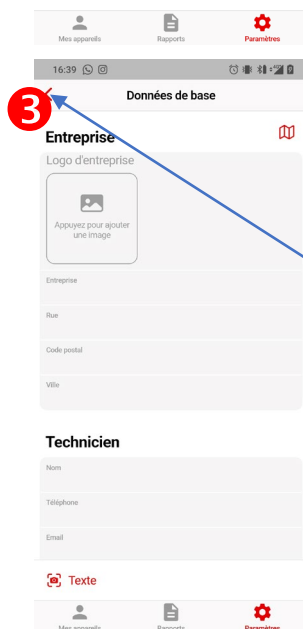 Mes appareils Rapports Paramètres
16:39
3
Données de base
Entreprise
Logo d'entreprise
Appuyez pour ajouter
une image
Entreprise
Rue
Code postal
Ville
Technicien
Nom
Téléphone
Email
Texte
Mes appareils Rapports Paramètres